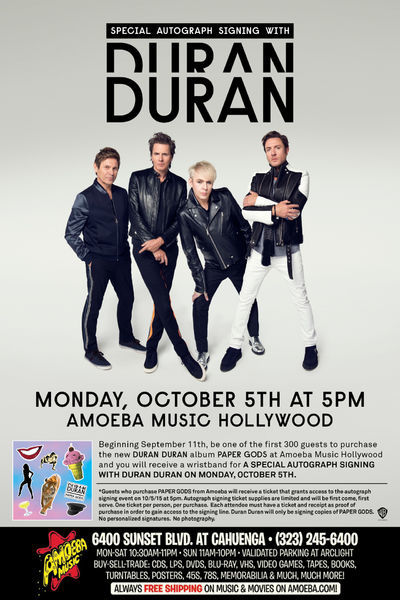 SPECIAL AUTOGRAPH SIGNING WITH
DURAN
DURAN
MONDAY, OCTOBER 5TH AT 5PM
AMOEBA MUSIC HOLLYWOOD
Beginning September 11th, be one of the first 300 guests to purchase
the new DURAN DURAN album PAPER GODS at Amoeba Music Hollywood
and you will receive a wristband for A SPECIAL AUTOGRAPH SIGNING
WITH DURAN DURAN ON MONDAY, OCTOBER 5TH.
DURAN
DURAN
PAPER GODS
*Guests who purchase PAPER GODS from Amoeba will receive a ticket that grants access to the autograph
signing event on 10/5/15 at 5pm. Autograph signing ticket supplies are limited and will be first come, first
serve. One ticket per person, per purchase. Each attendee must have a ticket and receipt as proof of
purchase in order to gain access to the signing line. Duran Duran will only be signing copies of PAPER GODS.
No personalized signatures. No photography.
AMOEBA
MUSIC
6400 SUNSET BLVD. AT CAHUENGA • (323) 245-6400
MON-SAT 10:30AM-11PM • SUN 11AM-10PM • VALIDATED PARKING AT ARCLIGHT
BUY-SELL-TRADE: CDS, LPS, DVDS, BLU-RAY, VHS, VIDEO GAMES, TAPES, BOOKS,
TURNTABLES, POSTERS, 45S, 78S, MEMORABILIA & MUCH, MUCH MORE!
ALWAYS FREE SHIPPING ON MUSIC & MOVIES ON AMOEBA.COM!